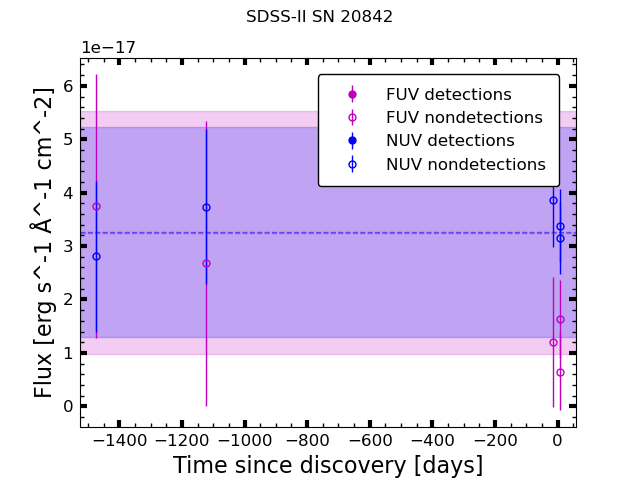 SDSS-II SN 20842
1e−17
FUV detections
FUV nondetections
NUV detections
NUV nondetections
6
5
4
3
2
1
0
Flux [erg s^-1 Å^-1 cm^-2]
−1400 −1200 −1000 −800 −600 −400 −200 0
Time since discovery [days]